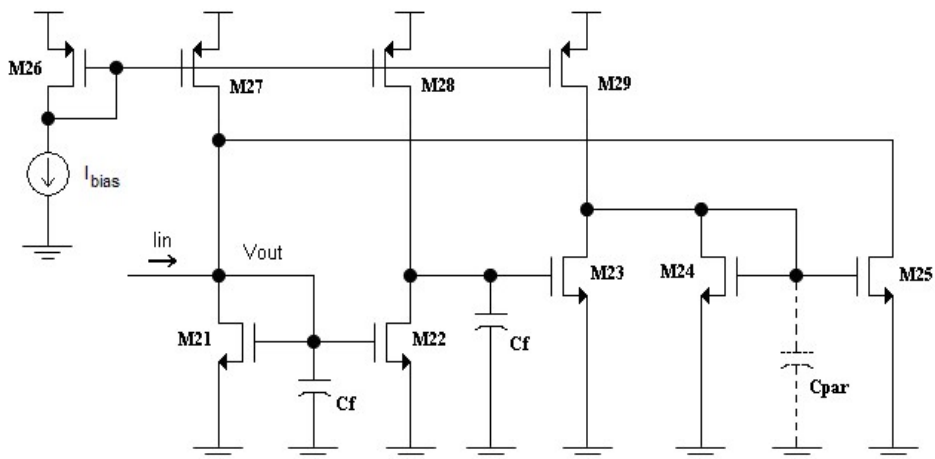 M26
M27
M28
M29
Ibias
Iin
Vout
M23
M24
M25
M21
M22
Cf
Cf
Cpar